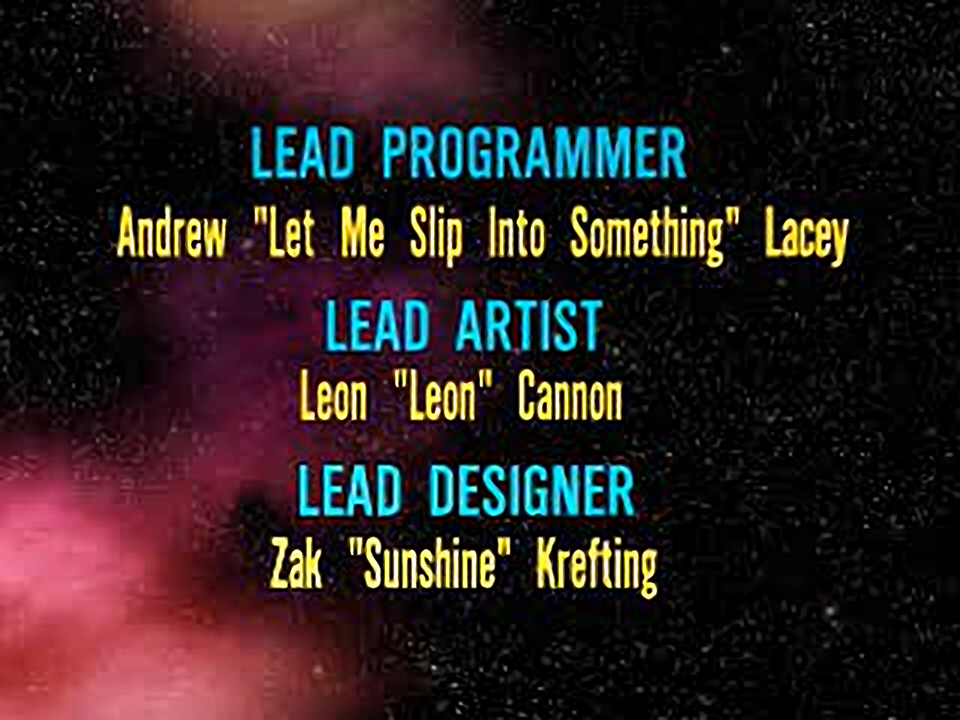 LEAD PROGRAMMER
Andrew "Let Me Slip Into Something" Lacey
LEAD ARTIST
Leon "Leon" Cannon
LEAD DESIGNER
Zak "Sunshine" Krefting